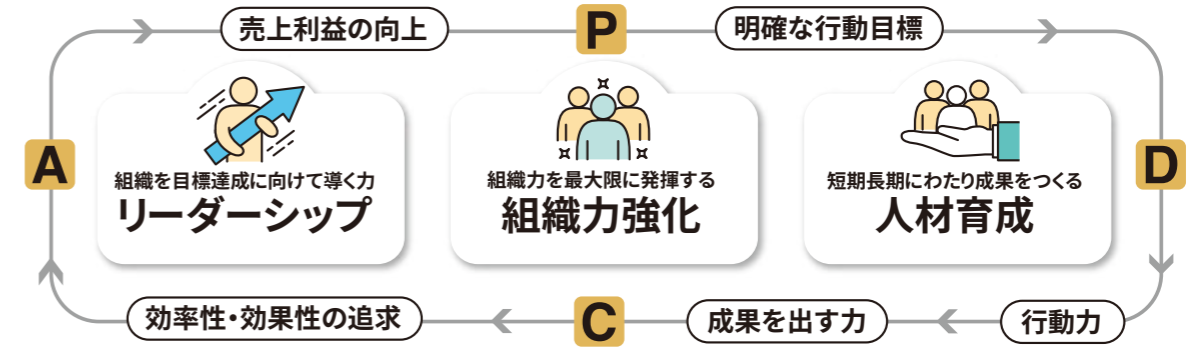 売上利益の向上
P
明確な行動目標
A
D
組織を目標達成に向けて導く力
リーダーシップ
組織力を最大限に発揮する
組織力強化
短期長期にわたり成果をつくる
人材育成
効率性・効果性の追求
C
成果を出す力
行動力